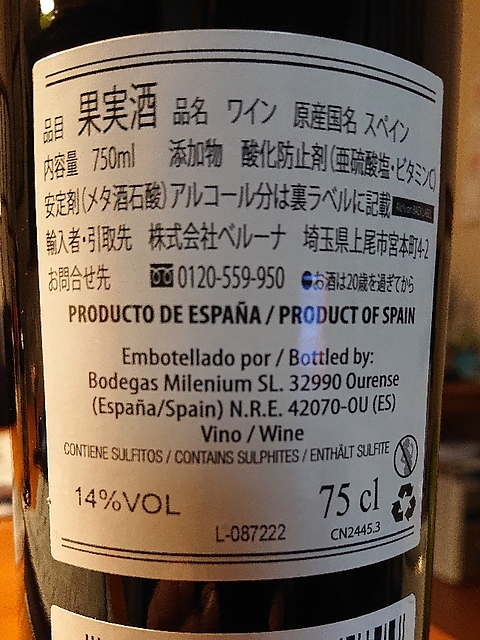 品目 果実酒 品名 ワイン 原産国名 スペイン
内容量 750ml 添加物 酸化防止剤(亜硫酸塩・ビタミンC)
安定剤(メタ酒石酸) アルコール分は裏ラベルに記載
輸入者・引取先 株式会社ベルーナ 埼玉県上尾市宮本町4-2
お問合せ先 0120-559-950 ●お酒は20歳を過ぎてから
PRODUCTO DE ESPAÑA / PRODUCT OF SPAIN
Embotellado por / Bottled by:
Bodegas Milenium SL. 32990 Ourense
(España/Spain) N.R.E. 42070-OU (ES)
Vino / Wine
CONTIENE SULFITOS / CONTAINS SULPHITES / ENTHÄLT SULFITE
14%VOL 75 cl
L-087222 CN2445.3